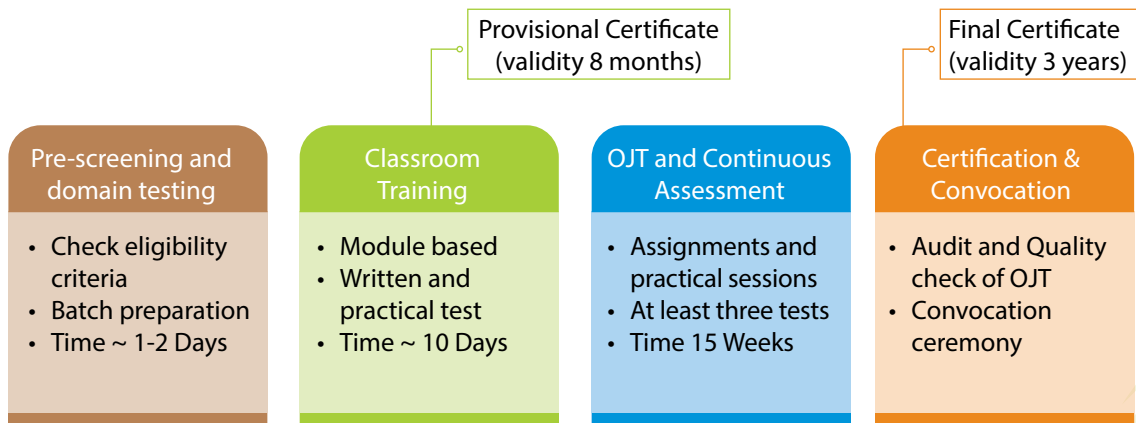 Provisional Certificate
(validity 8 months)
Final Certificate
(validity 3 years)
Pre-screening and
domain testing
• Check eligibility
criteria
• Batch preparation
• Time ~ 1-2 Days
Classroom
Training
• Module based
• Written and
practical test
• Time ~ 10 Days
OJT and Continuous
Assessment
• Assignments and
practical sessions
• At least three tests
• Time 15 Weeks
Certification &
Convocation
• Audit and Quality
check of OJT
• Convocation
ceremony